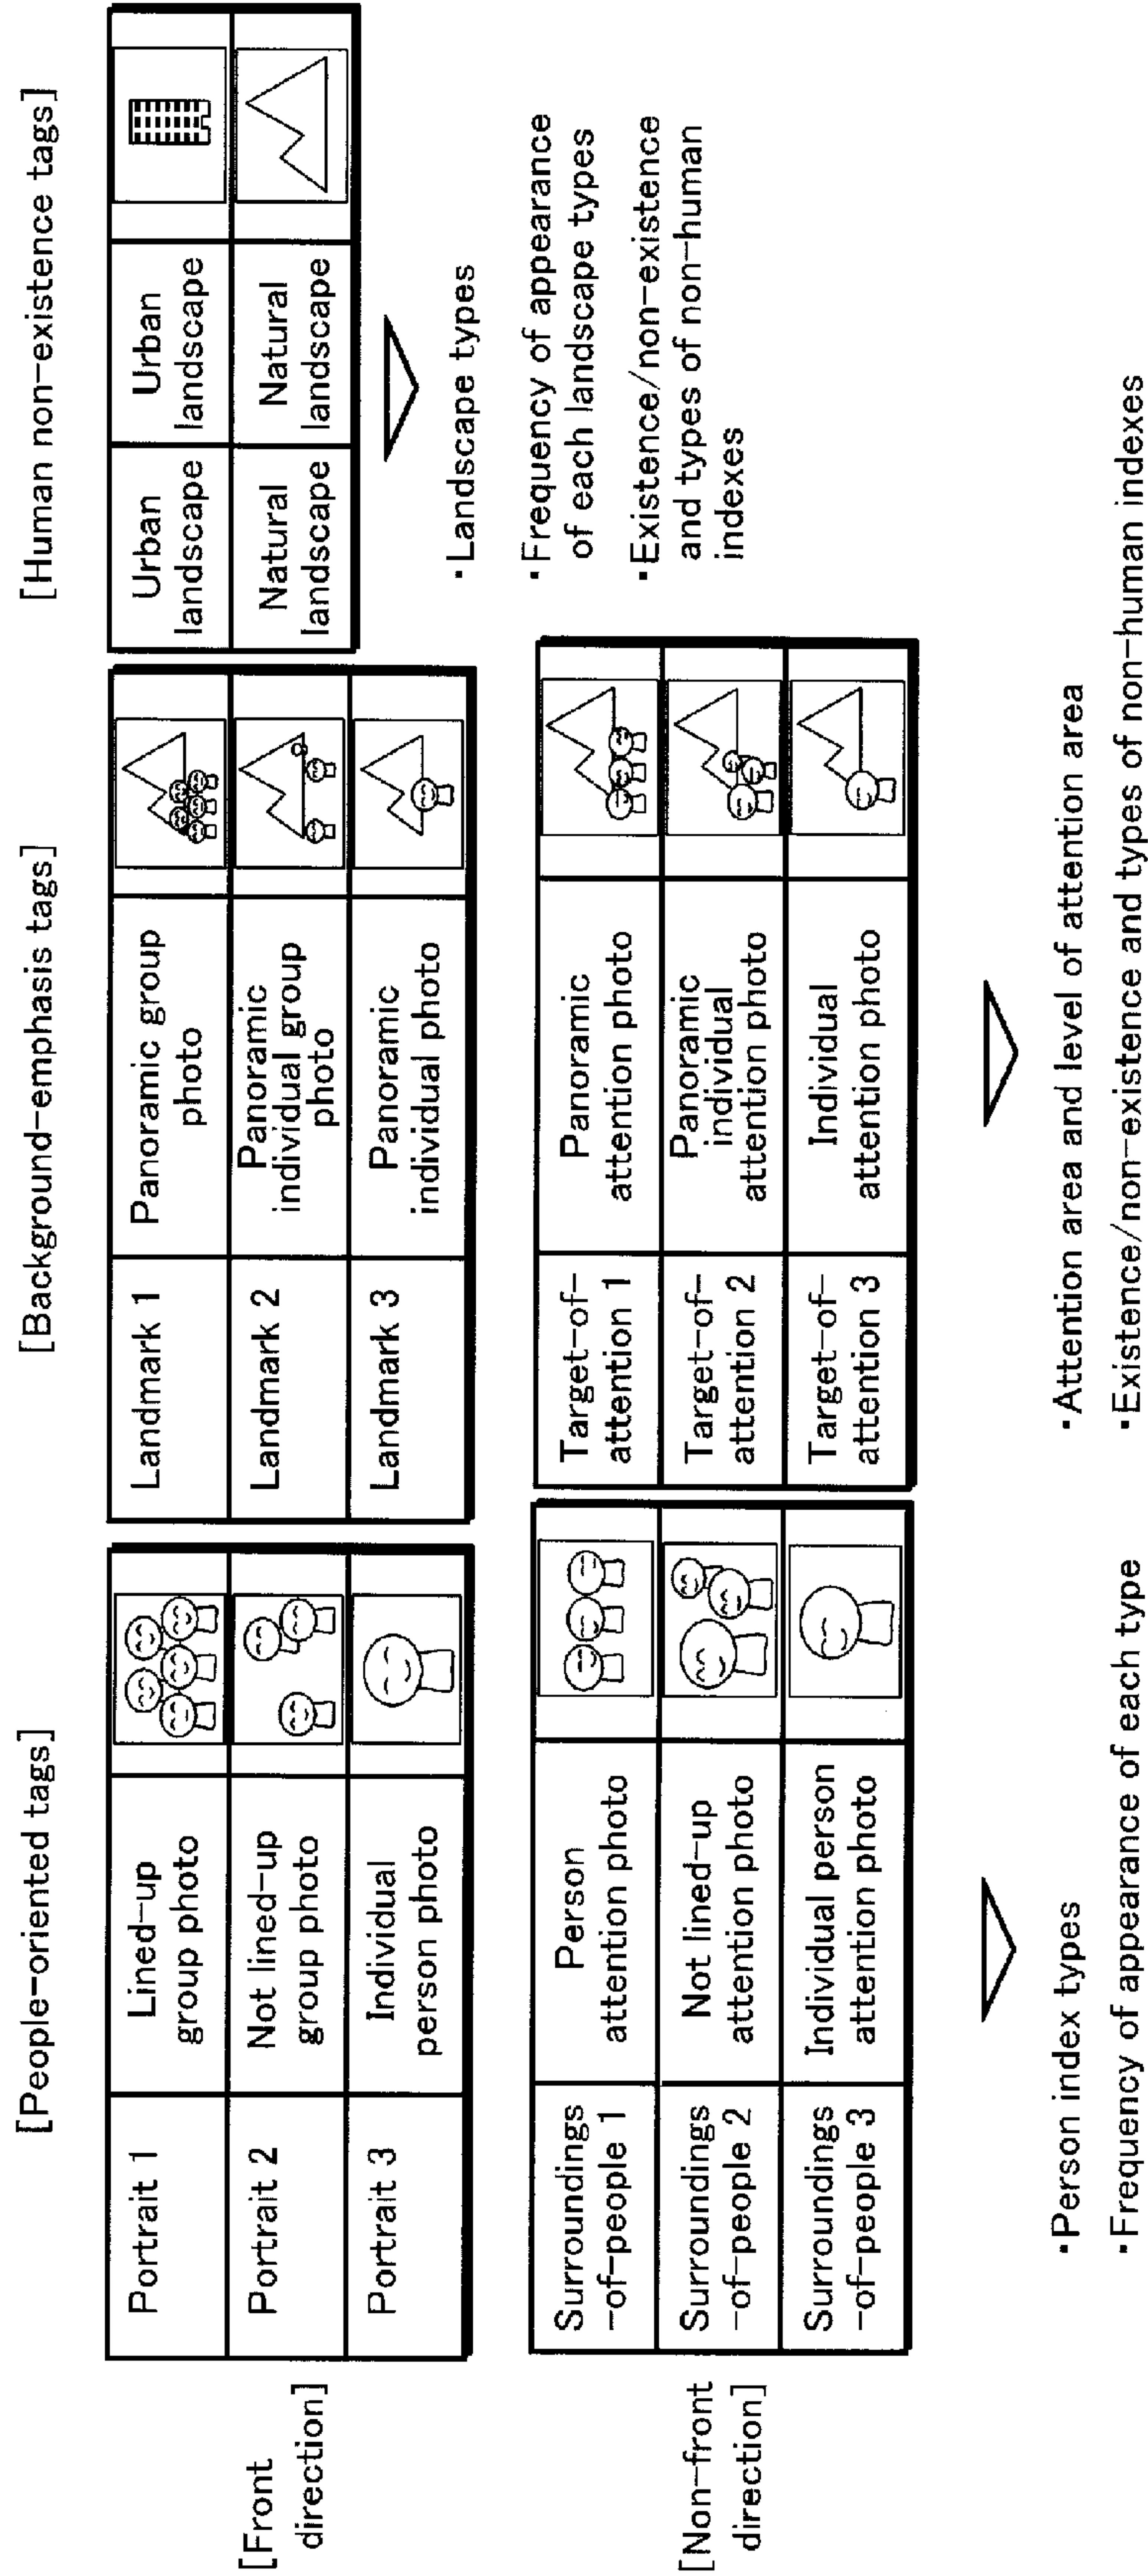 [People-oriented tags]
[Background-emphasis tags]
[Human non-existence tags]
[Front
direction]
Portrait 1
Lined-up
group photo
Portrait 2
Not lined-up
group photo
Portrait 3
Individual
person photo
Landmark 1
Panoramic group
photo
Landmark 2
Panoramic
individual group
photo
Landmark 3
Panoramic
individual photo
Urban
landscape
Urban
landscape
Natural
landscape
Natural
landscape
・Landscape types
・Frequency of appearance
of each landscape types
・Existence/non-existence
and types of non-human
indexes
[Non-front
direction]
Surroundings
-of-people 1
Person
attention photo
Surroundings
-of-people 2
Not lined-up
attention photo
Surroundings
-of-people 3
Individual person
attention photo
Target-of-
attention 1
Panoramic
attention photo
Target-of-
attention 2
Panoramic
individual
attention photo
Target-of-
attention 3
Individual
attention photo
・Person index types
・Frequency of appearance of each type
・Attention area and level of attention area
・Existence/non-existence and types of non-human indexes